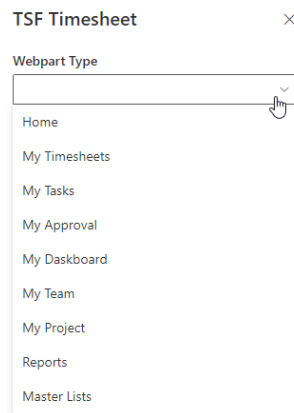 TSF Timesheet
Webpart Type
Home
My Timesheets
My Tasks
My Approval
My Daskboard
My Team
My Project
Reports
Master Lists